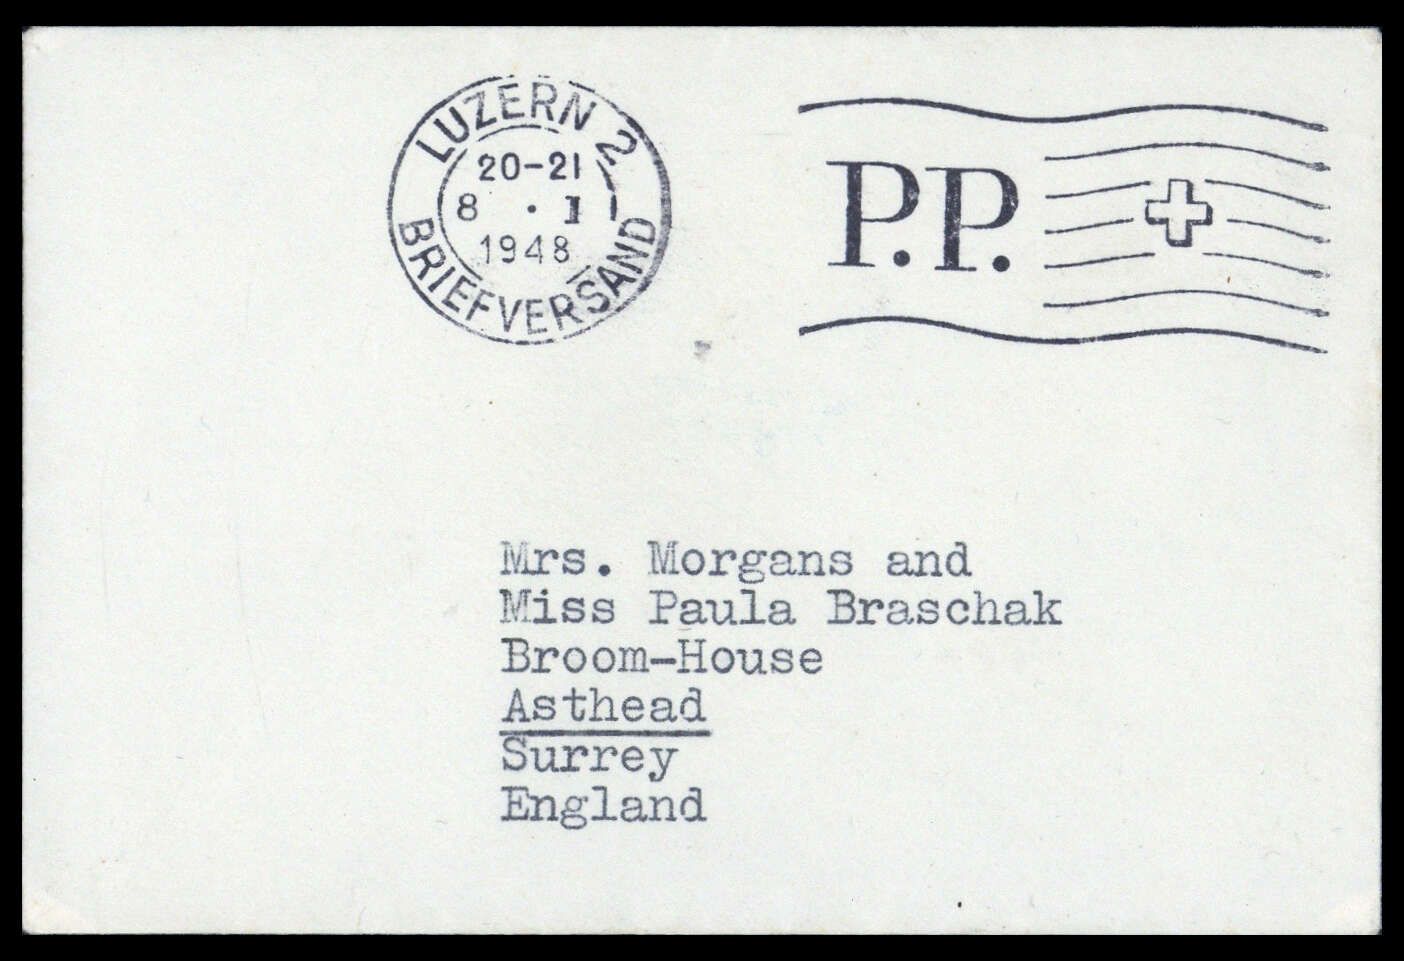 LUZERN 2
20-21
8 . I
1948
BRIEFVERSAND
P.P.
Mrs. Morgans and
Miss Paula Braschak
Broom-House
Asthead
Surrey
England